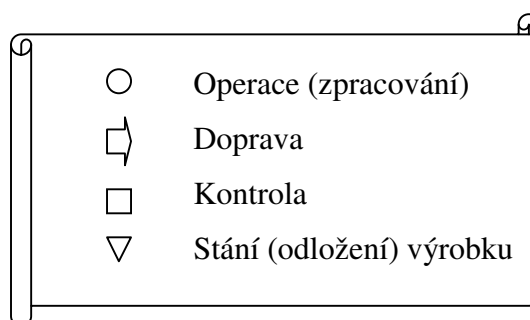 Operace (zpracování)
Doprava
Kontrola
Stání (odložení) výrobku